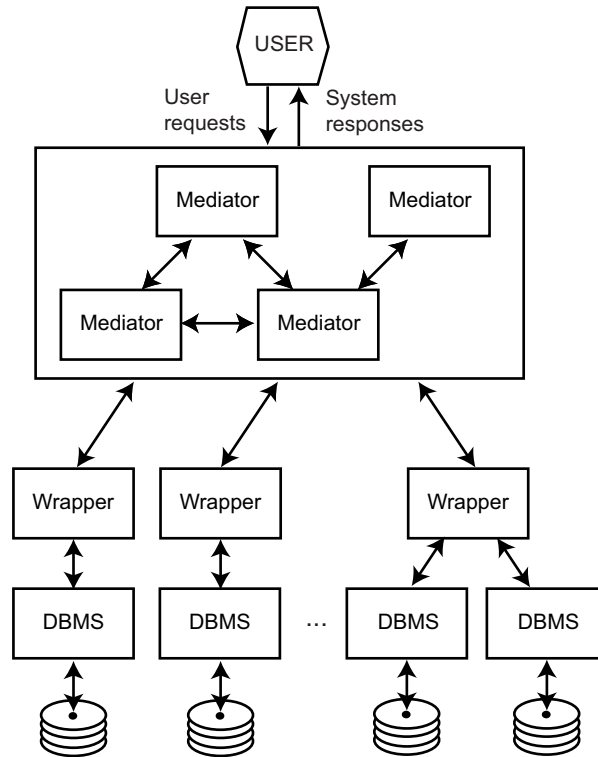 USER
User
requests
System
responses
Mediator
Mediator
Mediator
Mediator
Wrapper
Wrapper
Wrapper
DBMS
DBMS
...
DBMS
DBMS